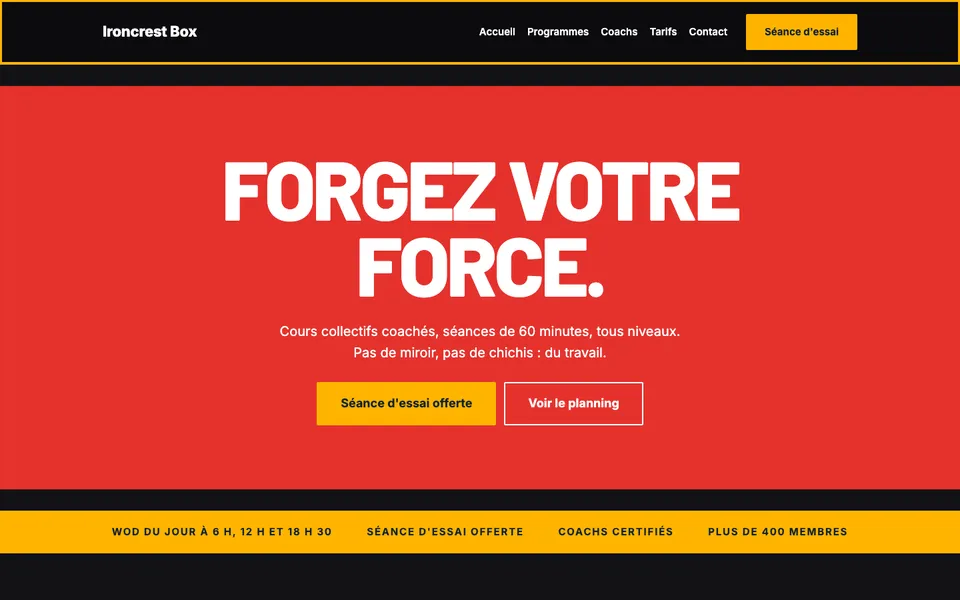 Ironcrest Box
Accueil Programmes Coachs Tarifs Contact Séance d'essai
FORGEZ VOTRE
FORCE.
Cours collectifs coachés, séances de 60 minutes, tous niveaux.
Pas de miroir, pas de chichis : du travail.
Séance d'essai offerte Voir le planning
WOD DU JOUR À 6 H, 12 H ET 18 H 30 SÉANCE D'ESSAI OFFERTE COACHS CERTIFIÉS PLUS DE 400 MEMBRES